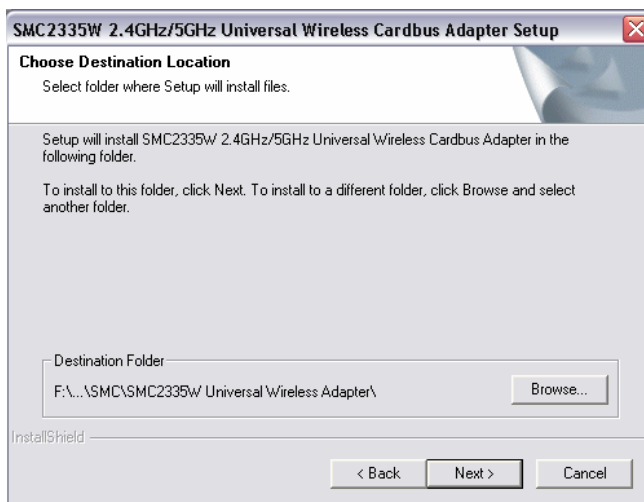 SMC2335W 2.4GHz/5GHz Universal Wireless Cardbus Adapter Setup
Choose Destination Location
Select folder where Setup will install files.
Setup will install SMC2335W 2.4GHz/5GHz Universal Wireless Cardbus Adapter in the
following folder.
To install to this folder, click Next. To install to a different folder, click Browse and select
another folder.
Destination Folder
F:\...\SMC\SMC2335W Universal Wireless Adapter\
Browse...
InstallShield
< Back
Next >
Cancel